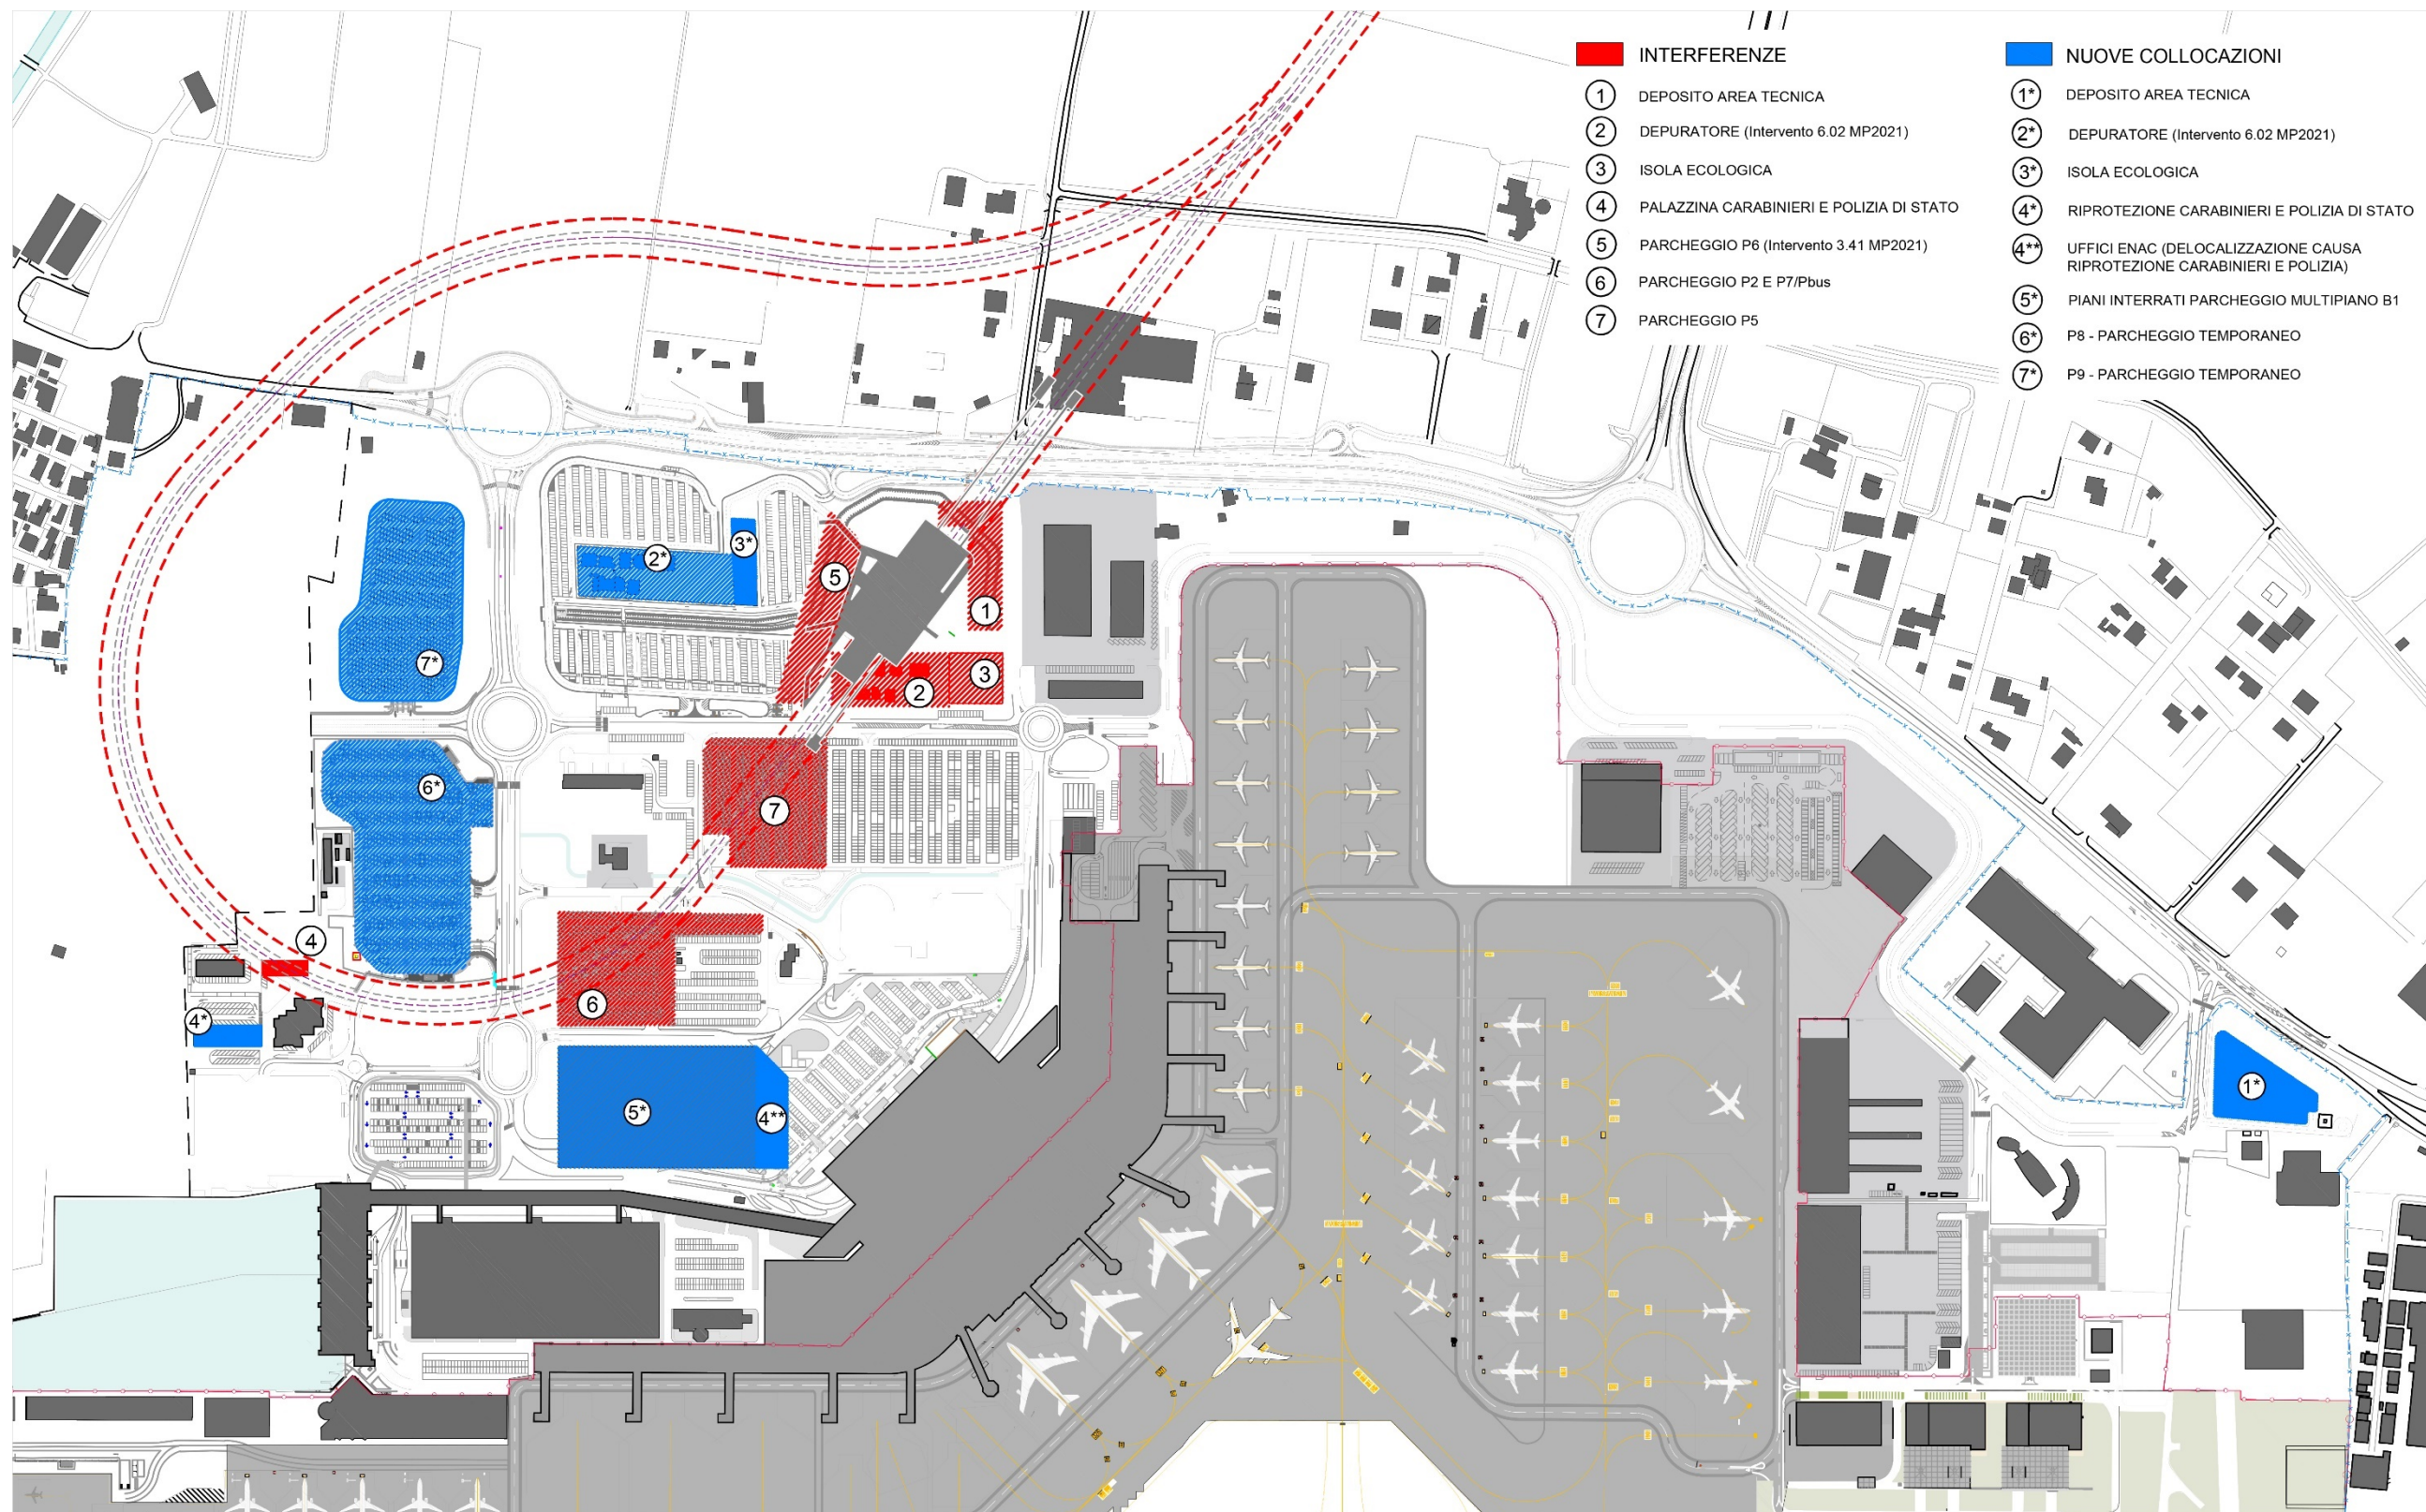 INTERFERENZE
1 DEPOSITO AREA TECNICA
2 DEPURATORE (Intervento 6.02 MP2021)
3 ISOLA ECOLOGICA
4 PALAZZINA CARABINIERI E POLIZIA DI STATO
5 PARCHEGGIO P6 (Intervento 3.41 MP2021)
6 PARCHEGGIO P2 E P7/Pbus
7 PARCHEGGIO P5
NUOVE COLLOCAZIONI
1* DEPOSITO AREA TECNICA
2* DEPURATORE (Intervento 6.02 MP2021)
3* ISOLA ECOLOGICA
4* RIPROTEZIONE CARABINIERI E POLIZIA DI STATO
4** UFFICI ENAC (DELOCALIZZAZIONE CAUSA
RIPROTEZIONE CARABINIERI E POLIZIA)
5* PIANI INTERRATI PARCHEGGIO MULTIPIANO B1
6* P8 - PARCHEGGIO TEMPORANEO
7* P9 - PARCHEGGIO TEMPORANEO
3*
2*
5
1
7*
3
2
6*
7
4
6
4*
1*
5*
4**